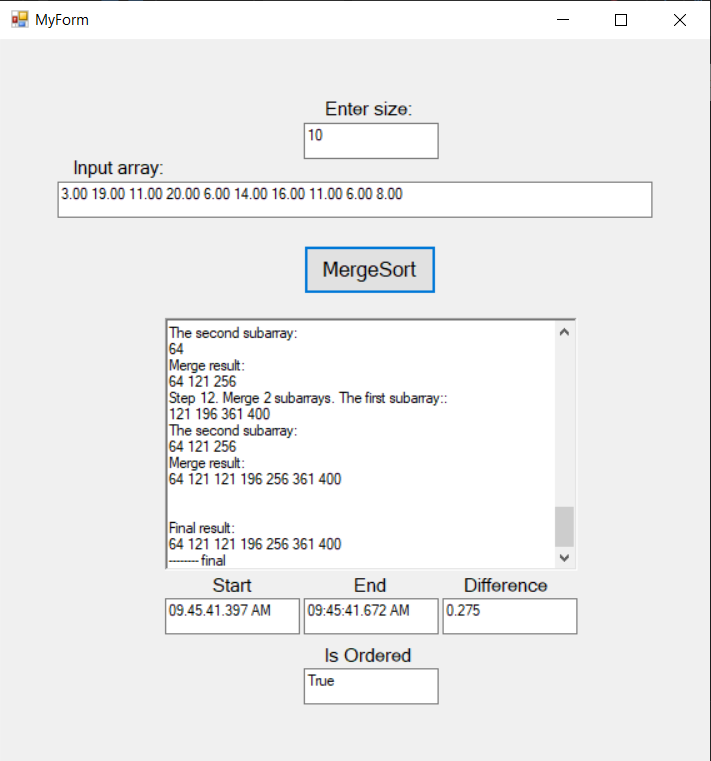 MyForm
Enter size:
10
Input array:
3.00 19.00 11.00 20.00 6.00 14.00 16.00 11.00 6.00 8.00
MergeSort
The second subarray:
64
Merge result:
64 121 256
Step 12. Merge 2 subarrays. The first subarray::
121 196 361 400
The second subarray:
64 121 256
Merge result:
64 121 121 196 256 361 400
Final result:
64 121 121 196 256 361 400
-------- final
Start End Difference
09.45.41.397 AM 09:45:41.672 AM 0.275
Is Ordered
True